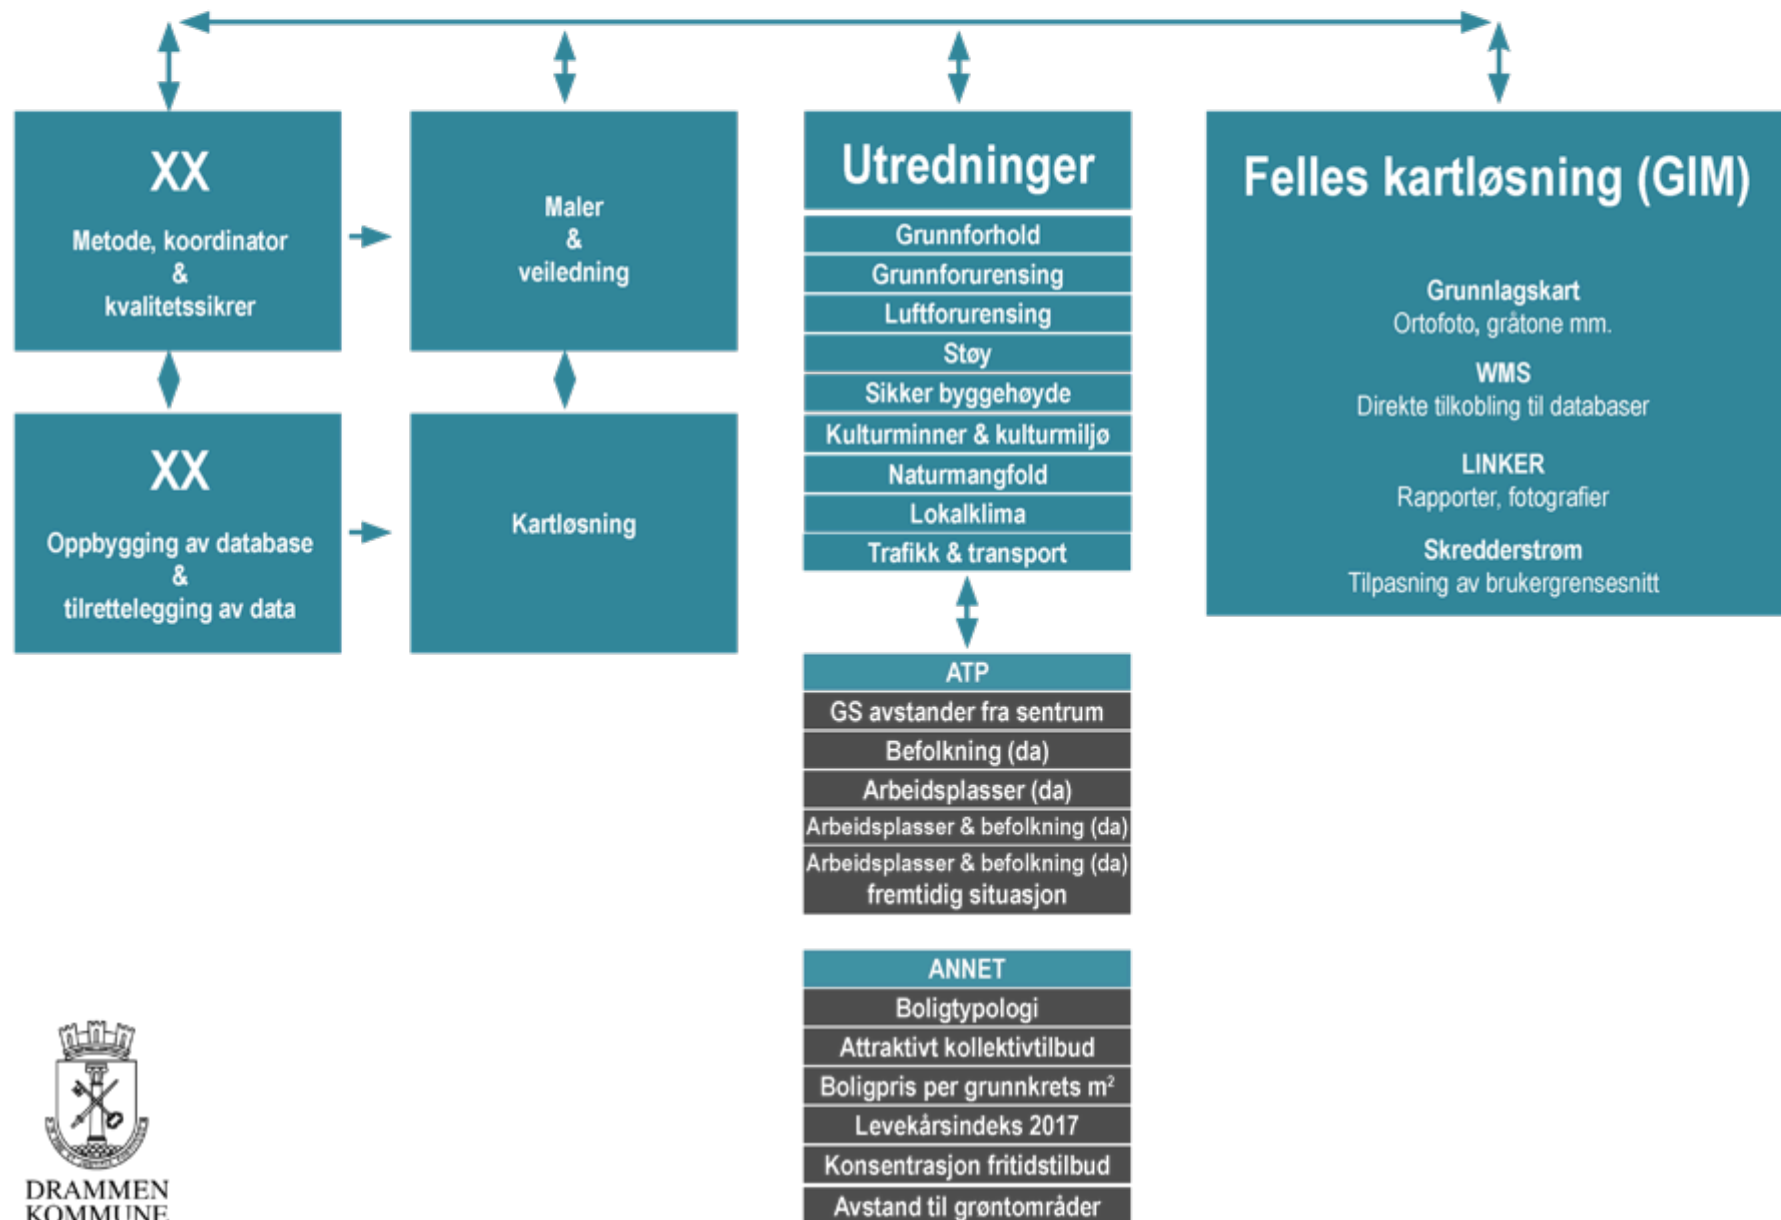 XX
Metode, koordinator
&
kvalitetssikrer
Maler
&
veiledning
XX
Oppbygging av database
&
tilrettelegging av data
Kartløsning
Utredninger
Grunnforhold
Grunnforurensing
Luftforurensing
Støy
Sikker byggehøyde
Kulturminner & kulturmiljø
Naturmangfold
Lokalklima
Trafikk & transport
ATP
GS avstander fra sentrum
Befolkning (da)
Arbeidsplasser (da)
Arbeidsplasser & befolkning (da)
Arbeidsplasser & befolkning (da)
fremtidig situasjon
ANNET
Boligtypologi
Attraktivt kollektivtilbud
Boligpris per grunnkrets m²
Levekårsindeks 2017
Konsentrasjon fritidstilbud
Avstand til grøntområder
Felles kartløsning (GIM)
Grunnlagskart
Ortofoto, gråtone mm.
WMS
Direkte tilkobling til databaser
LINKER
Rapporter, fotografier
Skredderstrøm
Tilpasning av brukergrensesnitt
DRAMMEN
KOMMUNE